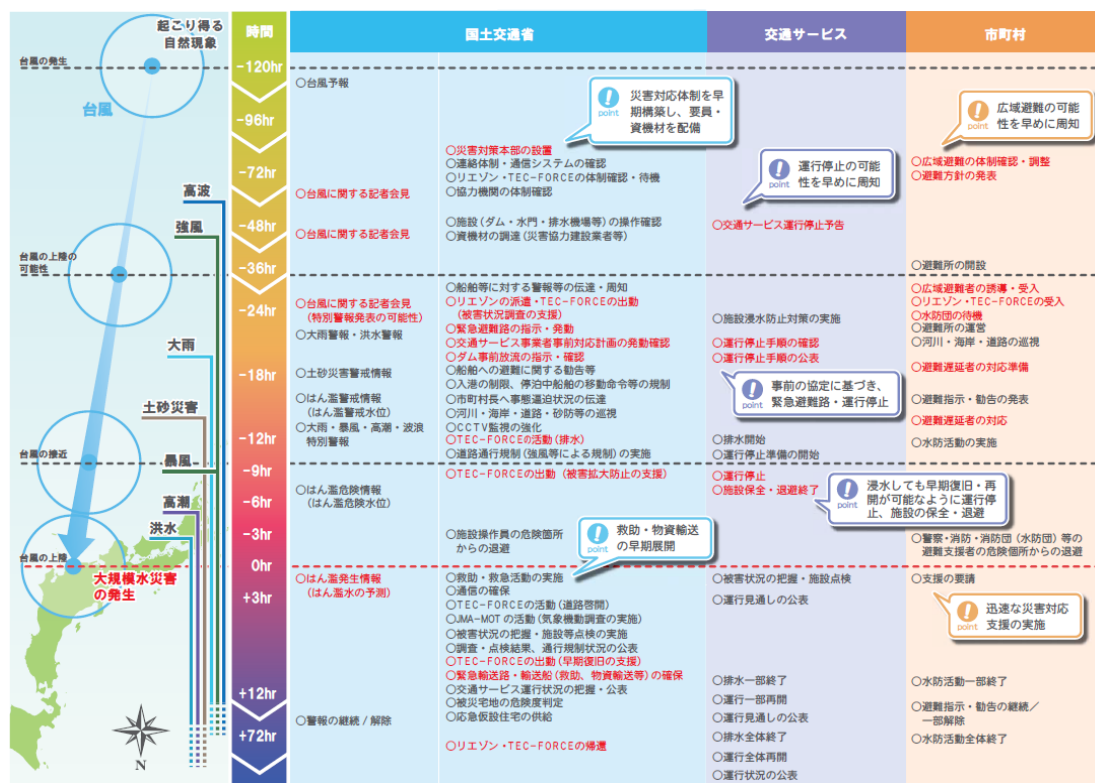 起こり得る
自然現象
時間
国土交通省
交通サービス
市町村
台風の発生
台風
高波
強風
台風の上陸の
可能性
大雨
土砂災害
台風の接近
暴風
高潮
洪水
台風の上陸
大規模水災害
の発生
N
-120hr
-96hr
-72hr
-48hr
-36hr
-24hr
-18hr
-12hr
-9hr
-6hr
-3hr
0hr
+3hr
+12hr
+72hr
○台風予報
○台風に関する記者会見
○台風に関する記者会見
○台風に関する記者会見
(特別警報発表の可能性)
○大雨警報・洪水警報
○土砂災害警戒情報
○はん濫警戒情報
(はん濫警戒水位)
○大雨・暴風・高潮・波浪
特別警報
○はん濫危険情報
(はん濫危険水位)
○はん濫発生情報
(はん濫水の予測)
○警報の継続/解除
point
災害対応体制を早
期構築し、要員・
資機材を配備
○災害対策本部の設置
○連絡体制・通信システムの確認
○リエゾン・TEC-FORCEの体制確認・待機
○協力機関の体制確認
○施設(ダム・水門・排水機場等)の操作確認
○資機材の調達(災害協力建設業者等)
○船舶等に対する警報等の伝達・周知
○リエゾンの派遣・TEC-FORCEの出動
(被害状況調査の支援)
○緊急避難路の指示・発動
○交通サービス事業者事前対応計画の発動確認
○ダム事前放流の指示・確認
○船舶への避難に関する勧告等
○入港の制限、停泊中船舶の移動命令等の規制
○市町村長へ事態逼迫状況の伝達
○河川・海岸・道路・砂防等の巡視
○CCTV監視の強化
○TEC-FORCEの活動(排水)
○道路通行規制(強風等による規制)の実施
○TEC-FORCEの出動(被害拡大防止の支援)
○施設操作員の危険箇所
からの退避
point
救助・物資輸送
の早期展開
○救助・救急活動の実施
○通信の確保
○TEC-FORCEの活動(道路啓開)
○JMA-MOTの活動(気象機動調査の実施)
○被害状況の把握・施設等点検の実施
○調査・点検結果、通行規制状況の公表
○TEC-FORCEの出動(早期復旧の支援)
○緊急輸送路・輸送船(救助、物資輸送等)の確保
○交通サービス運行状況の把握・公表
○被災宅地の危険度判定
○応急仮設住宅の供給
○リエゾン・TEC-FORCEの帰還
point
運行停止の可能
性を早めに周知
○交通サービス運行停止予告
○施設浸水防止対策の実施
○運行停止手順の確認
○運行停止手順の公表
point
事前の協定に基づき、
緊急避難路・運行停止
○排水開始
○運行停止準備の開始
○運行停止
○施設保全・退避終了
point
浸水しても早期復旧・再
開が可能なように運行停
止、施設の保全・退避
○被害状況の把握・施設点検
○運行見通しの公表
○排水一部終了
○運行一部再開
○運行見通しの公表
○排水全体終了
○運行全体再開
○運行状況の公表
point
広域避難の可能
性を早めに周知
○広域避難の体制確認・調整
○避難方針の発表
○避難所の開設
○広域避難者の誘導・受入
○リエゾン・TEC-FORCEの受入
○水防団の待機
○避難所の運営
○河川・海岸・道路の巡視
○避難遅延者の対応準備
○避難指示・勧告の発表
○避難遅延者の対応
○水防活動の実施
○警察・消防・消防団(水防団)等の
避難支援者の危険個所からの退避
○支援の要請
point
迅速な災害対応
支援の実施
○水防活動一部終了
○避難指示・勧告の継続/
一部解除
○水防活動全体終了